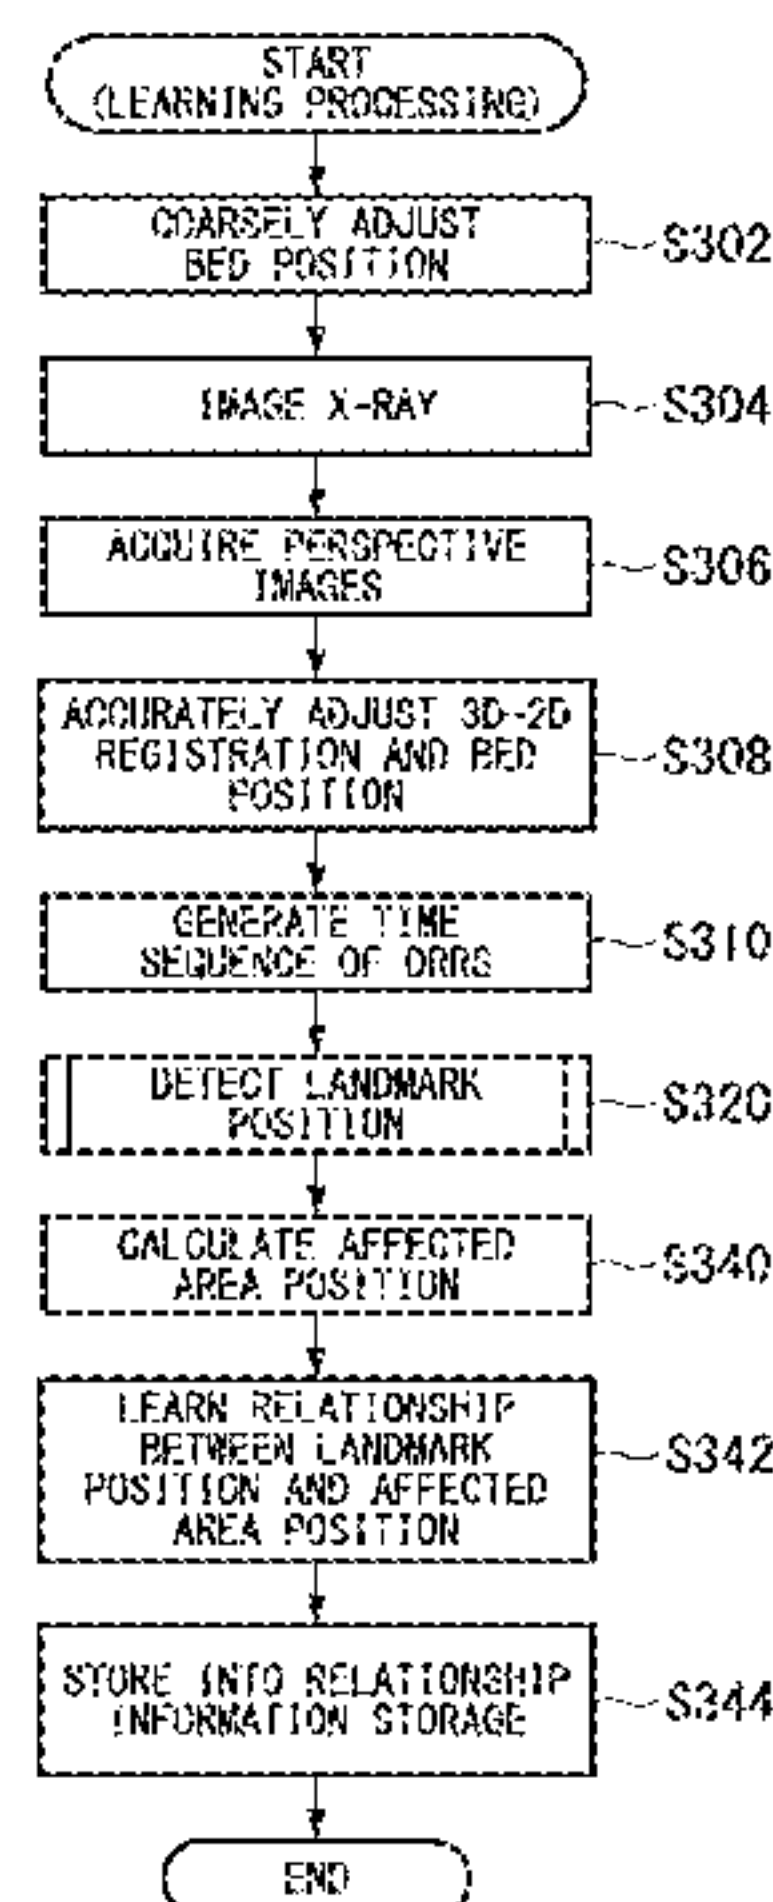 START
(LEARNING PROCESSING)
COARSELY ADJUST
BED POSITION
S302
IMAGE X-RAY
S304
ACQUIRE PERSPECTIVE
IMAGES
S306
ACCURATELY ADJUST 3D-2D
REGISTRATION AND BED
POSITION
S308
GENERATE TIME
SEQUENCE OF DRRS
S310
DETECT LANDMARK
POSITION
S320
CALCULATE AFFECTED
AREA POSITION
S340
LEARN RELATIONSHIP
BETWEEN LANDMARK
POSITION AND AFFECTED
AREA POSITION
S342
STORE INTO RELATIONSHIP
INFORMATION STORAGE
S344
END